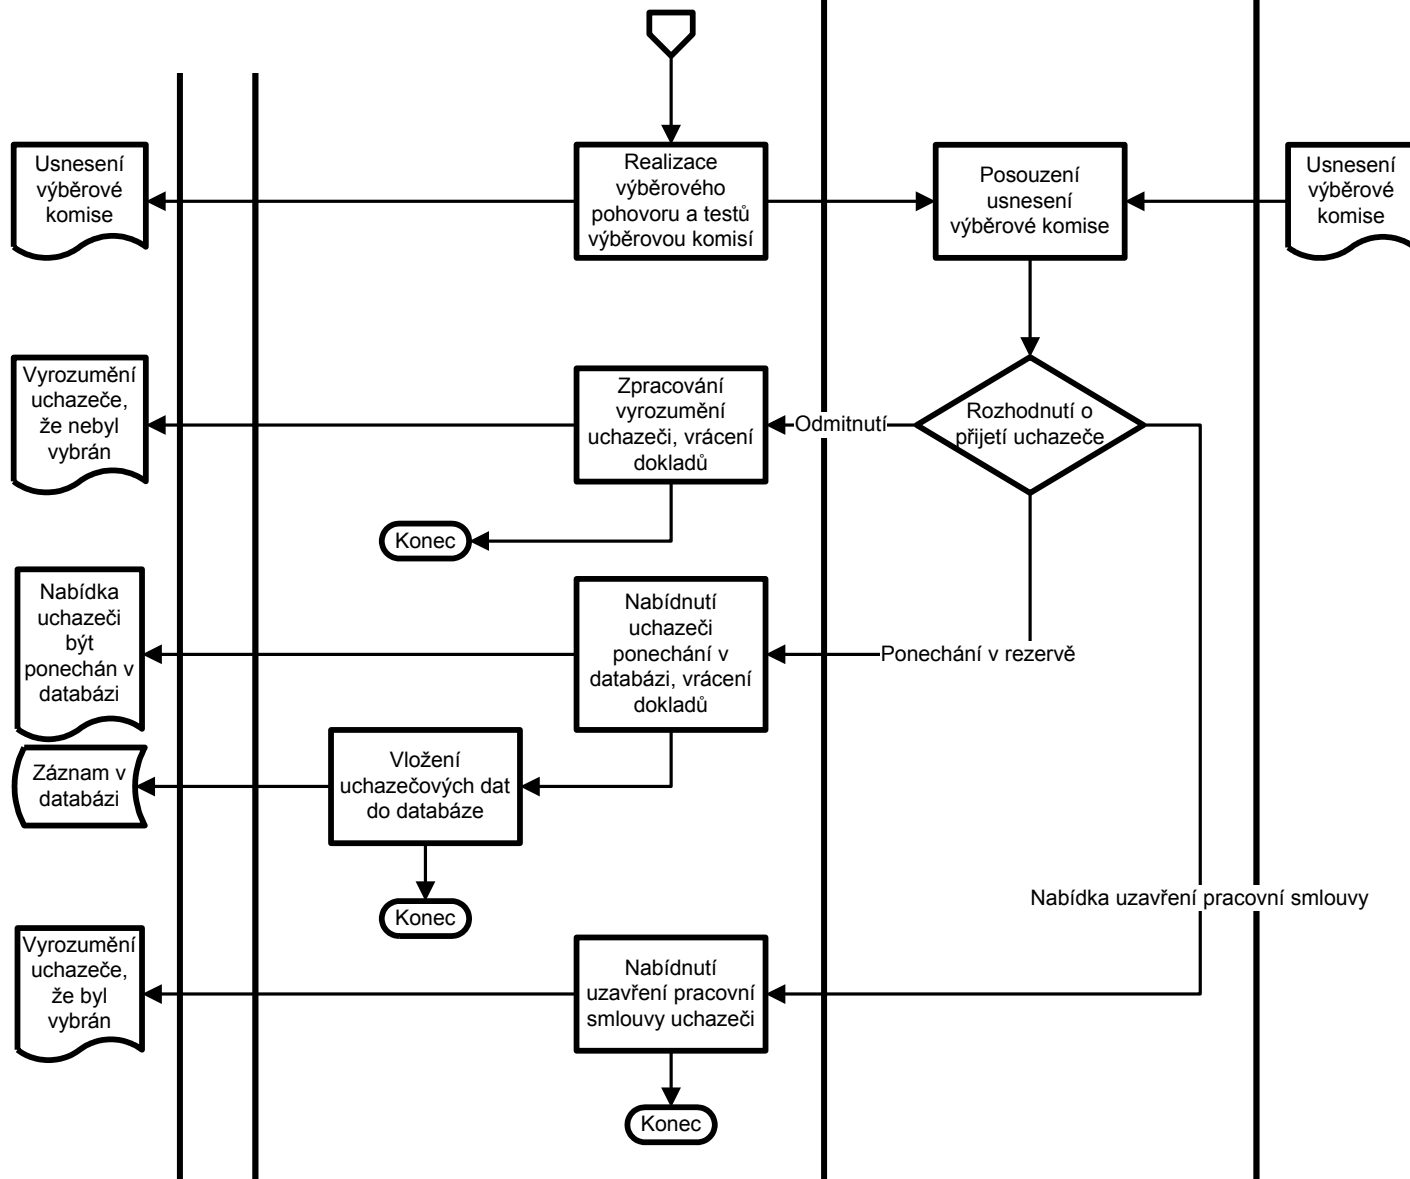 Usnesení
výběrové
komise
Realizace
výběrového
pohovoru a testů
výběrovou komisí
Posouzení
usnesení
výběrové komise
Usnesení
výběrové
komise
Vyrozumění
uchazeče,
že nebyl
vybrán
Zpracování
vyrozumění
uchazeči, vrácení
dokladů
Odmitnutí
Rozhodnutí o
přijetí uchazeče
Konec
Nabídka
uchazeči
být
ponechán v
databázi
Nabídnutí
uchazeči
ponechání v
databázi, vrácení
dokladů
Ponechání v rezervě
Záznam v
databázi
Vložení
uchazečových dat
do databáze
Konec
Nabídka uzavření pracovní smlouvy
Vyrozumění
uchazeče,
že byl
vybrán
Nabídnutí
uzavření pracovní
smlouvy uchazeči
Konec